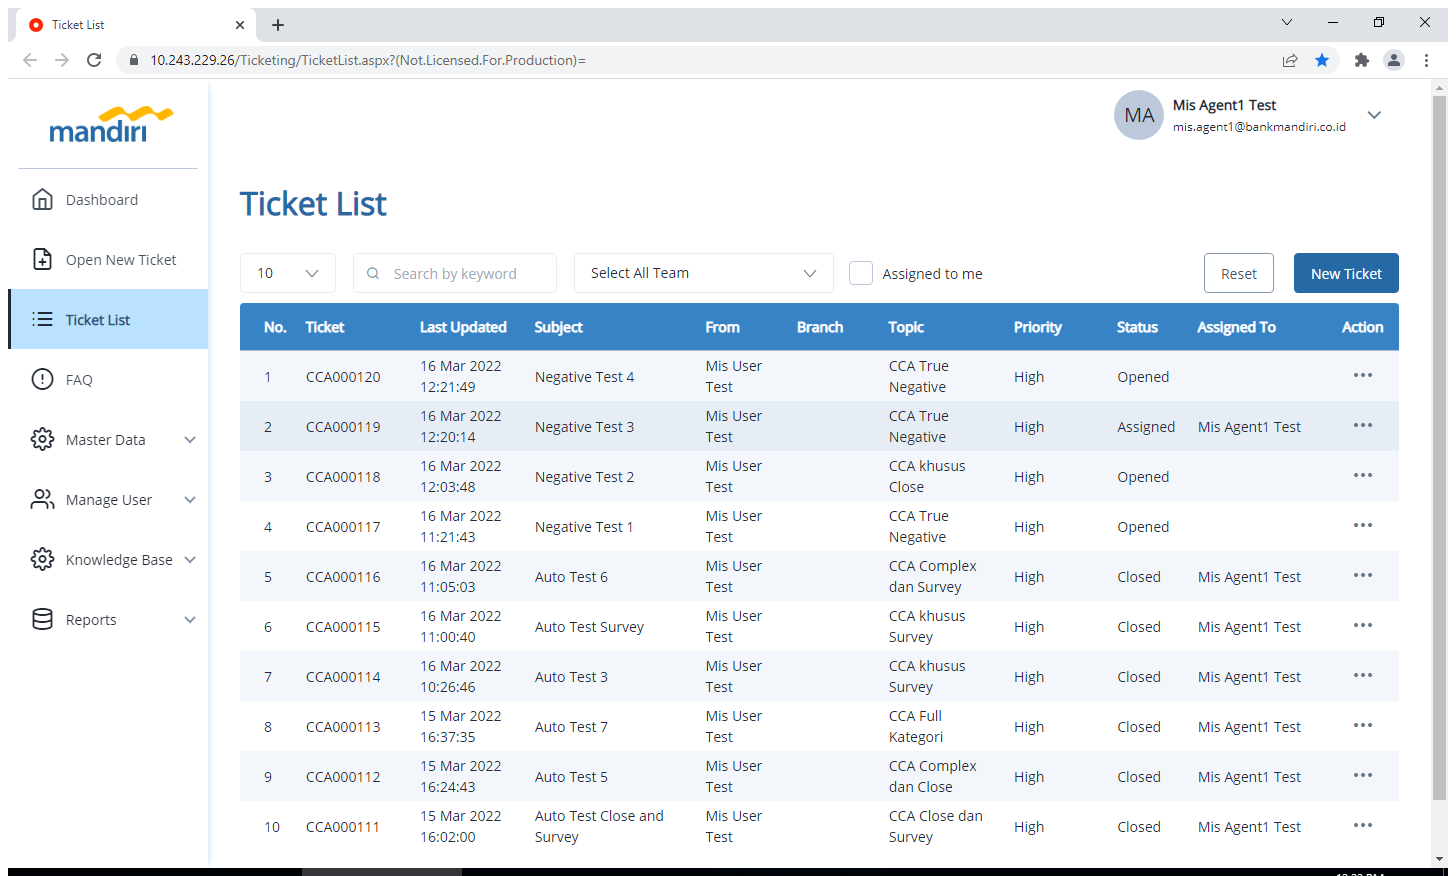 Ticket List
10.243.229.26/Ticketing/TicketList.aspx?(Not.Licensed.For.Production)=
mandiri
MA
Mis Agent1 Test
mis.agent1@bankmandiri.co.id
Dashboard
Open New Ticket
Ticket List
FAQ
Master Data
Manage User
Knowledge Base
Reports
Ticket List
10 Search by keyword Select All Team Assigned to me Reset New Ticket
No. Ticket Last Updated Subject From Branch Topic Priority Status Assigned To Action
1 CCA000120 16 Mar 2022 12:21:49 Negative Test 4 Mis User Test CCA True Negative High Opened
2 CCA000119 16 Mar 2022 12:20:14 Negative Test 3 Mis User Test CCA True Negative High Assigned Mis Agent1 Test
3 CCA000118 16 Mar 2022 12:03:48 Negative Test 2 Mis User Test CCA khusus Close High Opened
4 CCA000117 16 Mar 2022 11:21:43 Negative Test 1 Mis User Test CCA True Negative High Opened
5 CCA000116 16 Mar 2022 11:05:03 Auto Test 6 Mis User Test CCA Complex dan Survey High Closed Mis Agent1 Test
6 CCA000115 16 Mar 2022 11:00:40 Auto Test Survey Mis User Test CCA khusus Survey High Closed Mis Agent1 Test
7 CCA000114 16 Mar 2022 10:26:46 Auto Test 3 Mis User Test CCA khusus Survey High Closed Mis Agent1 Test
8 CCA000113 15 Mar 2022 16:37:35 Auto Test 7 Mis User Test CCA Full Kategori High Closed Mis Agent1 Test
9 CCA000112 15 Mar 2022 16:24:43 Auto Test 5 Mis User Test CCA Complex dan Close High Closed Mis Agent1 Test
10 CCA000111 15 Mar 2022 16:02:00 Auto Test Close and Survey Mis User Test CCA Close dan Survey High Closed Mis Agent1 Test